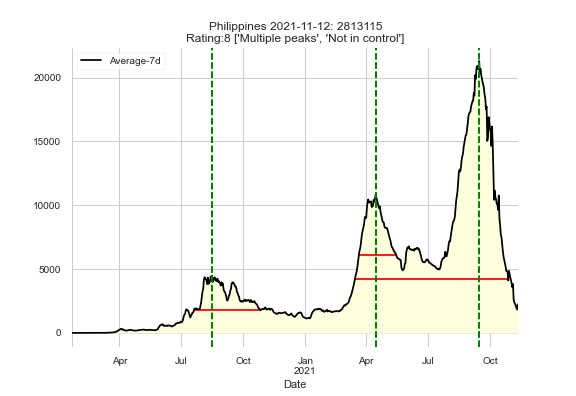 Philippines 2021-11-12: 2813115
Rating:8 ['Multiple peaks', 'Not in control']
Average-7d
20000
15000
10000
5000
0
Apr Jul Oct Jan Apr Jul Oct
2021
Date